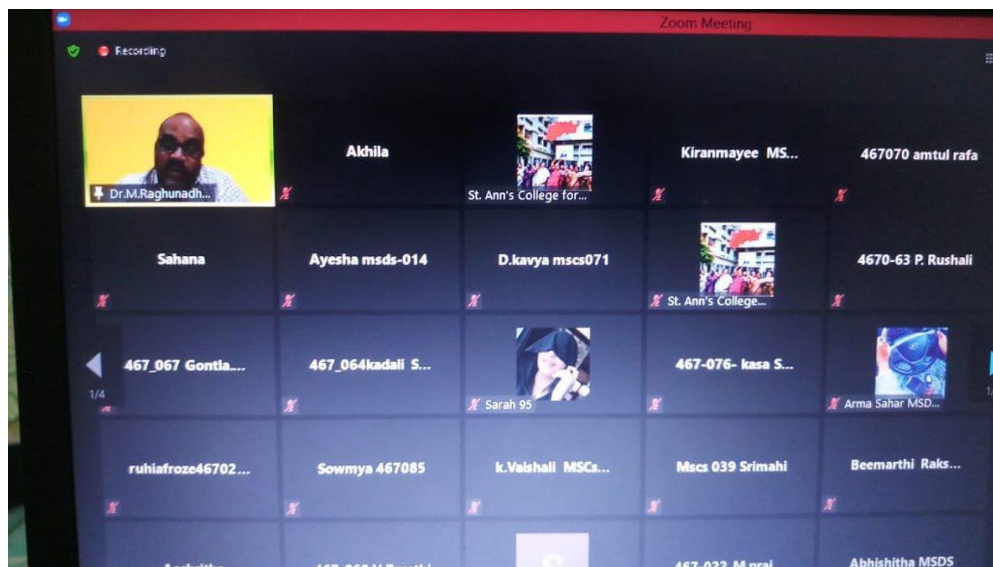 Zoom Meeting
Recording
Dr.M.Raghunadh...
Akhila
St. Ann's College for...
Kiranmayee MS...
467070 amtul rafa
Sahana
Ayesha msds-014
D.kavya mscs071
St. Ann's College...
4670-63 P. Rushali
467_067 Gontla....
467_064kadali S...
Sarah 95
467-076- kasa S...
Arma Sahar MSD...
1/4
ruhiafroze46702...
Sowmya 467085
k.Vaishali MSCs...
Mscs 039 Srimahi
Beemarthi Raks...
S
Abhishitha MSDS